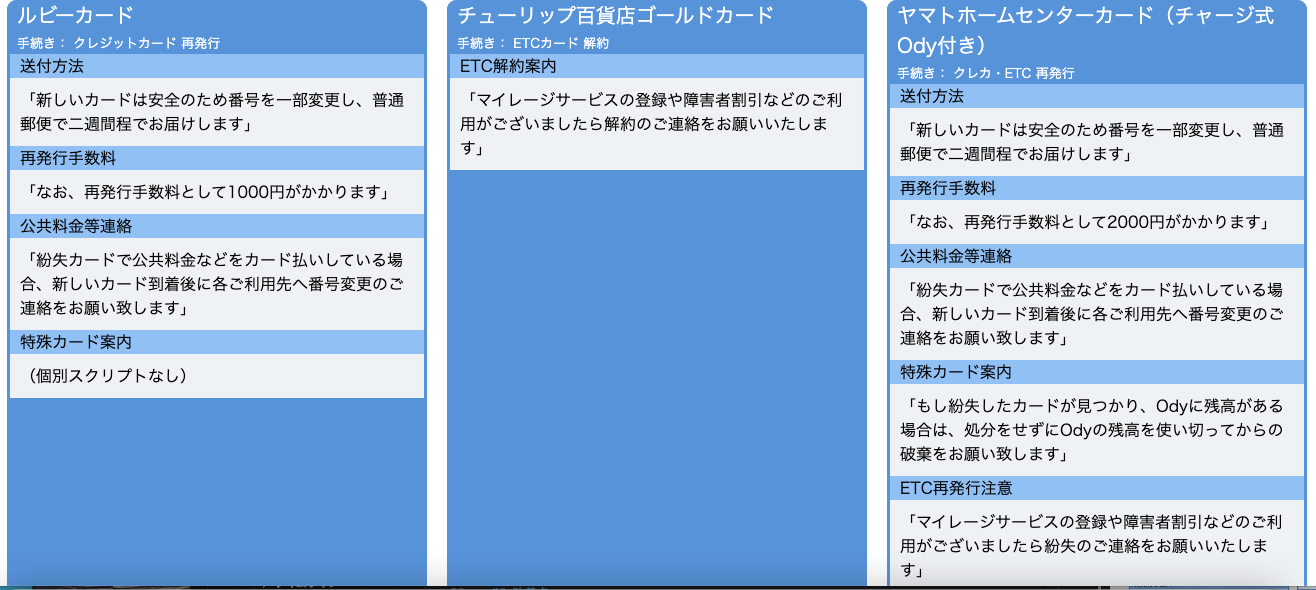 ルビーカード
手続き： クレジットカード 再発行
送付方法
「新しいカードは安全のため番号を一部変更し、普通
郵便で二週間程でお届けします」
再発行手数料
「なお、再発行手数料として1000円がかかります」
公共料金等連絡
「紛失カードで公共料金などをカード払いしている場
合、新しいカード到着後に各ご利用先へ番号変更のご
連絡をお願い致します」
特殊カード案内
（個別スクリプトなし）
チューリップ百貨店ゴールドカード
手続き： ETCカード 解約
ETC解約案内
「マイレージサービスの登録や障害者割引などのご利
用がございましたら解約のご連絡をお願いいたしま
す」
ヤマトホームセンターカード（チャージ式
Ody付き）
手続き： クレカ・ETC 再発行
送付方法
「新しいカードは安全のため番号を一部変更し、普通
郵便で二週間程でお届けします」
再発行手数料
「なお、再発行手数料として2000円がかかります」
公共料金等連絡
「紛失カードで公共料金などをカード払いしている場
合、新しいカード到着後に各ご利用先へ番号変更のご
連絡をお願い致します」
特殊カード案内
「もし紛失したカードが見つかり、Odyに残高がある
場合は、処分をせずにOdyの残高を使い切ってからの
破棄をお願い致します」
ETC再発行注意
「マイレージサービスの登録や障害者割引などのご利
用がございましたら紛失のご連絡をお願いいたしま
す」